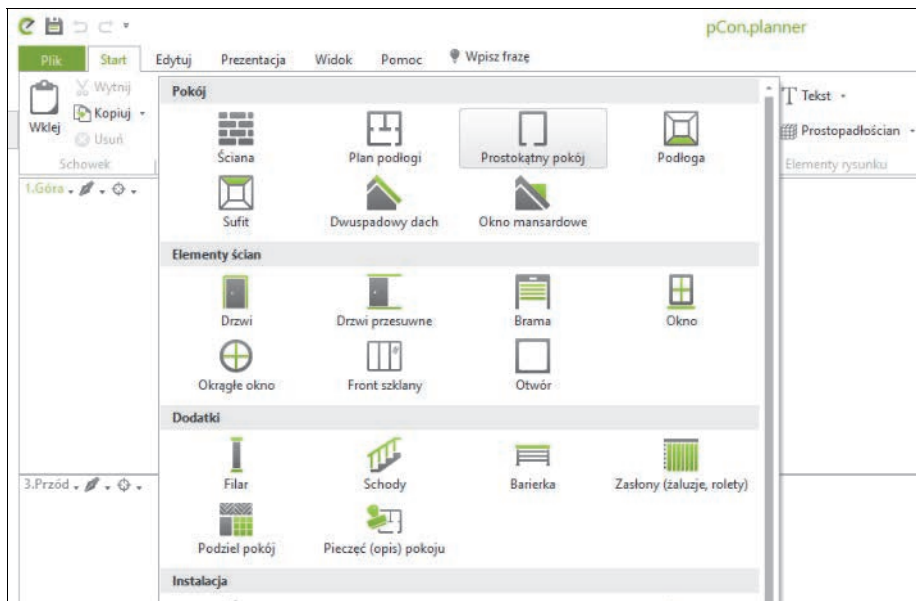 pCon.planner
Plik Start Edytuj Prezentacja Widok Pomoc Wpisz frazę
Wklej
Wytnij
Kopiuj
Usuń
Schowek
Pokój
Ściana Plan podłogi Prostokątny pokój Podłoga
Sufit Dwuspadowy dach Okno mansardowe
Elementy ścian
Drzwi Drzwi przesuwne Brama Okno
Okrągłe okno Front szklany Otwór
Dodatki
Filar Schody Barierka Zasłony (żaluzje, rolety)
Podziel pokój Pieczęć (opis) pokoju
Instalacja
Tekst
Prostopadłościan
Elementy rysunku
1.Góra
3.Przód